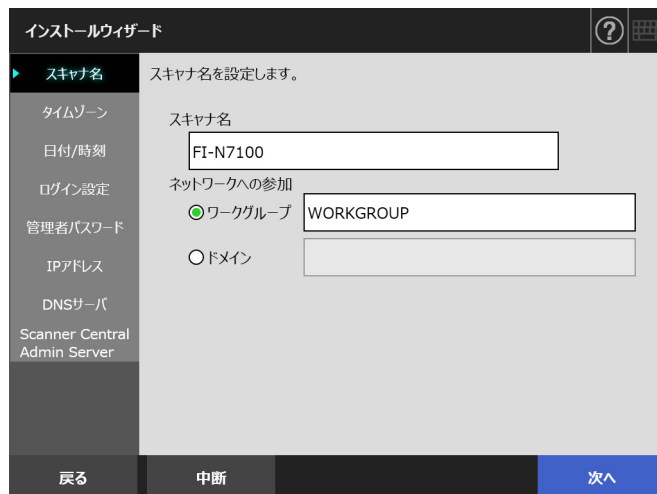 インストールウィザード
?
スキャナ名
タイムゾーン
日付/時刻
ログイン設定
管理者パスワード
IPアドレス
DNSサーバ
Scanner Central
Admin Server
スキャナ名を設定します。
スキャナ名
FI-N7100
ネットワークへの参加
ワークグループ WORKGROUP
ドメイン
戻る 中断 次へ